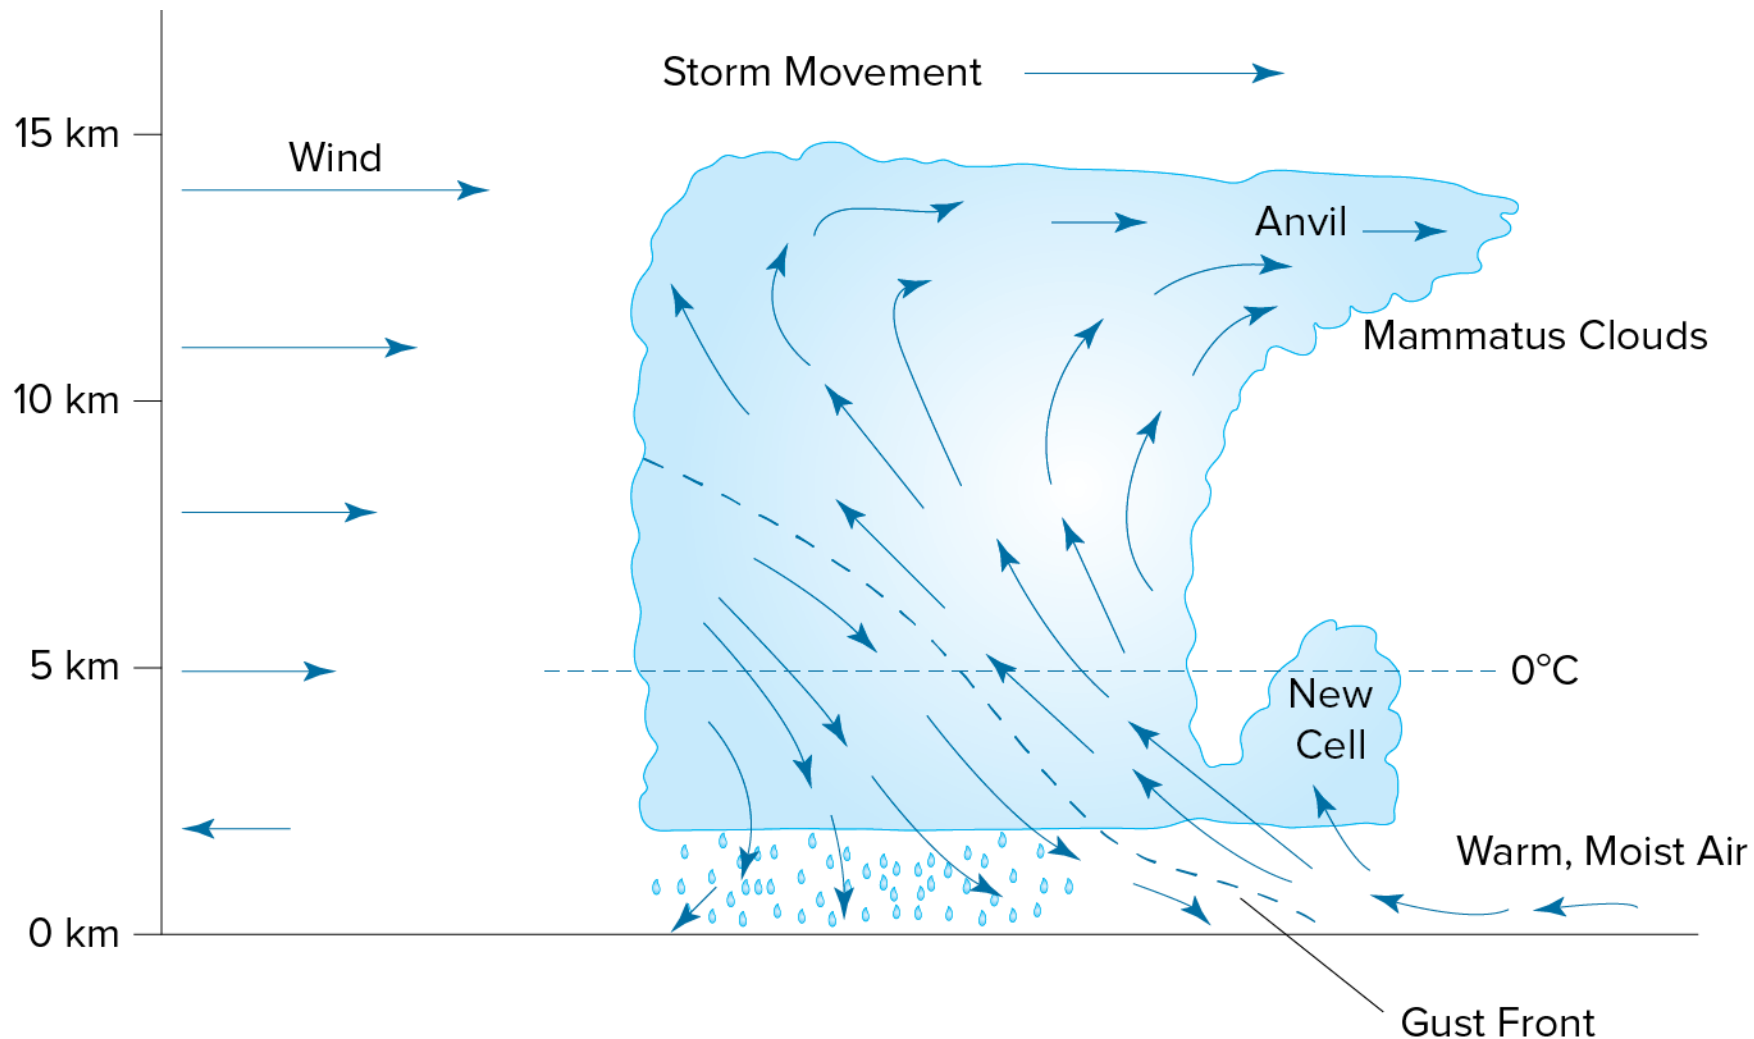 Storm Movement
15 km
Wind
Anvil
Mammatus Clouds
10 km
5 km
0°C
New
Cell
Warm, Moist Air
0 km
Gust Front